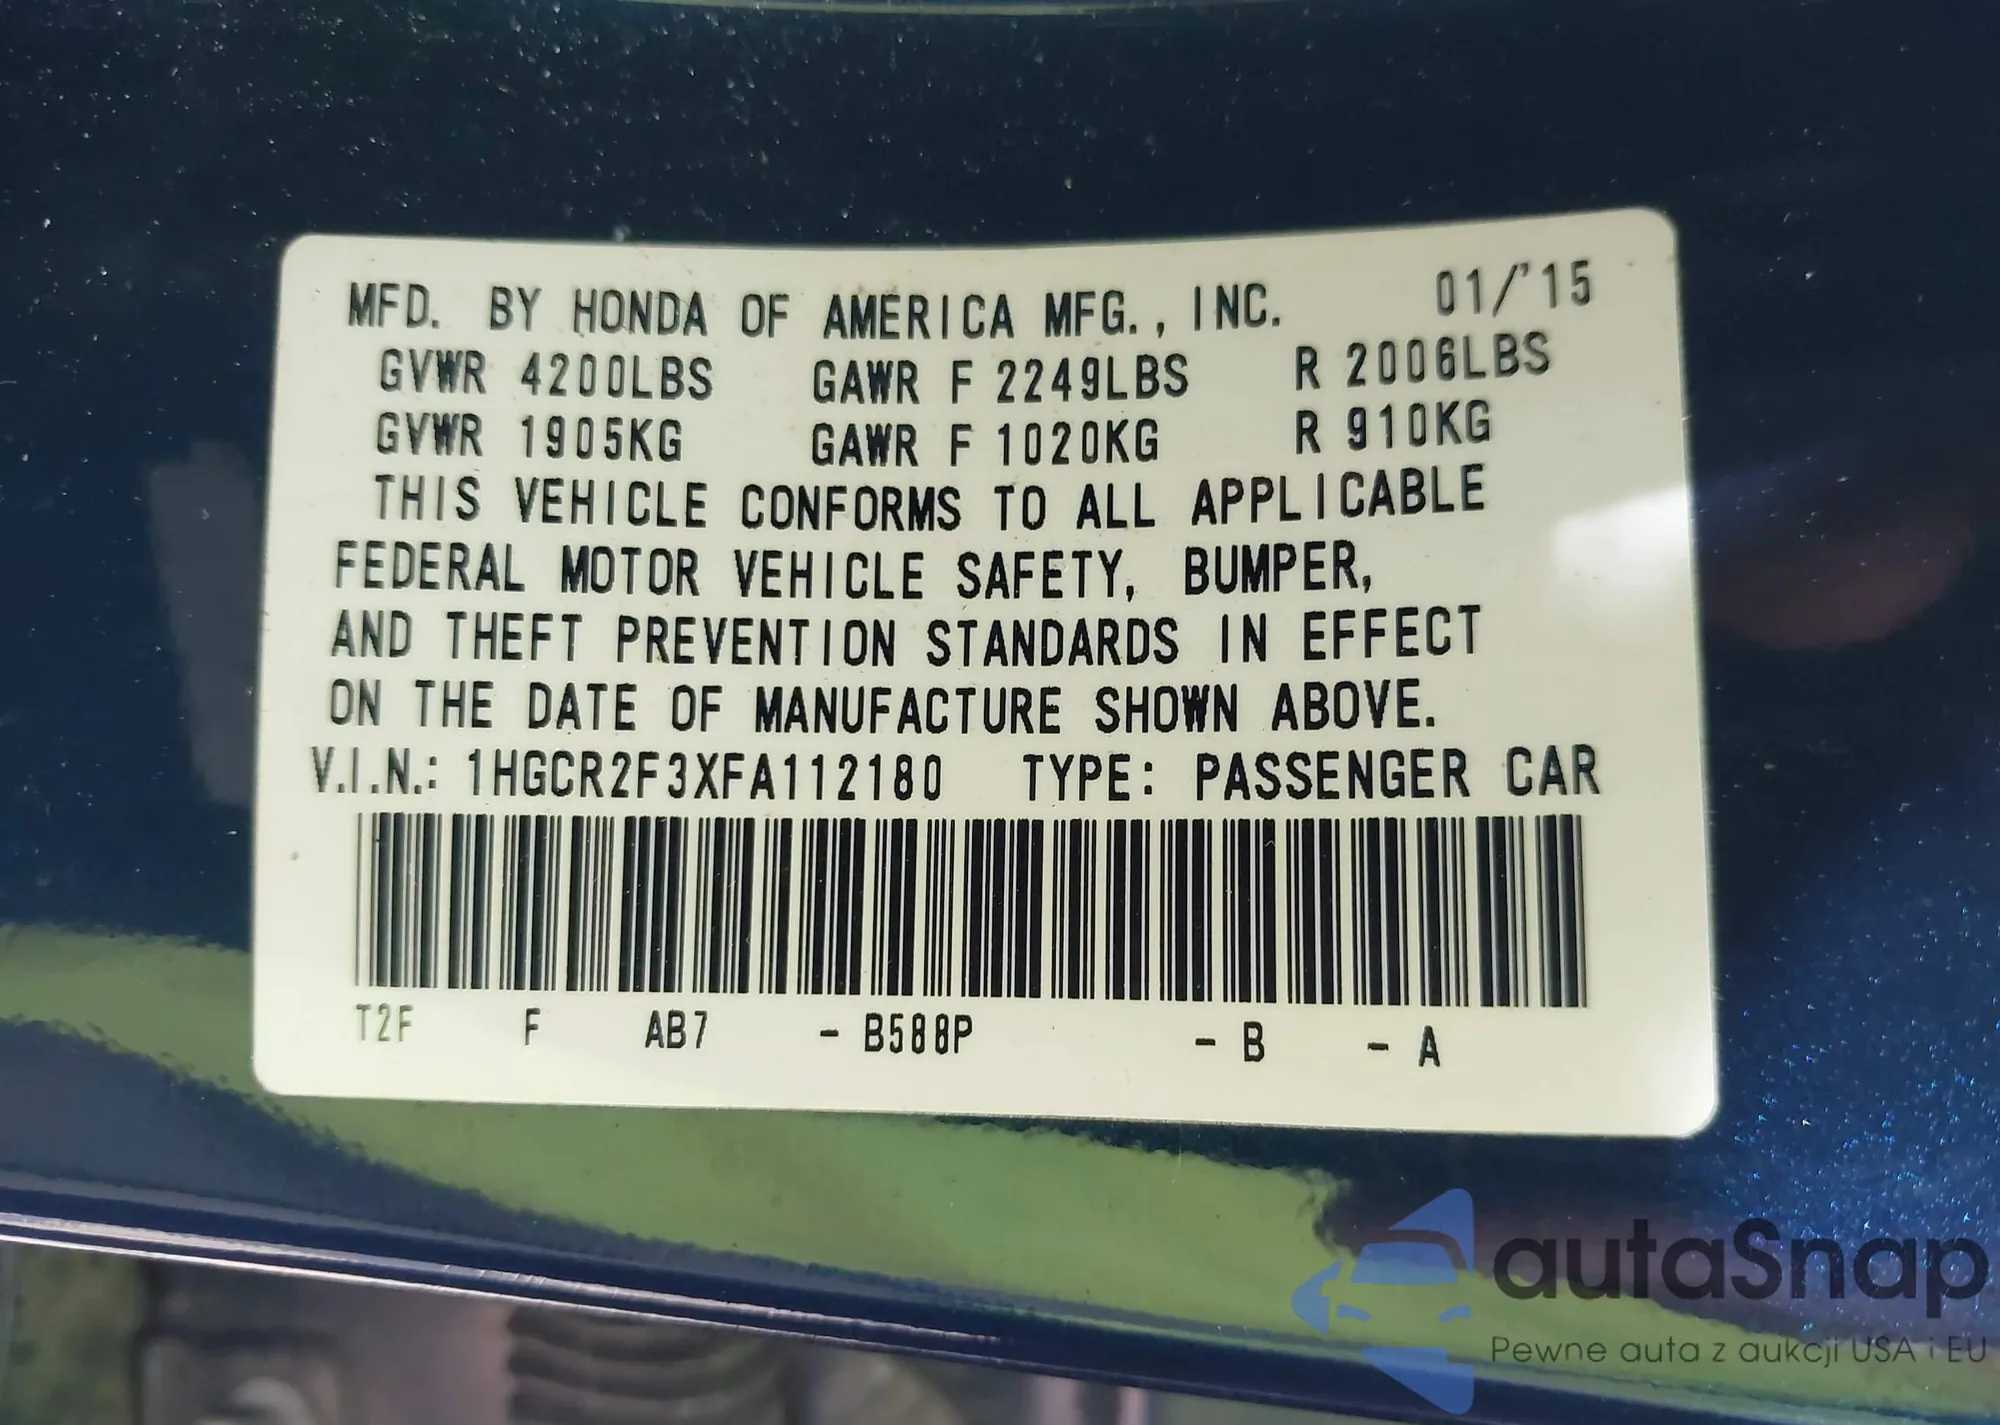 MFD. BY HONDA OF AMERICA MFG., INC. 01/'15
GVWR 4200LBS GAWR F 2249LBS R 2006LBS
GVWR 1905KG GAWR F 1020KG R 910KG
THIS VEHICLE CONFORMS TO ALL APPLICABLE
FEDERAL MOTOR VEHICLE SAFETY, BUMPER,
AND THEFT PREVENTION STANDARDS IN EFFECT
ON THE DATE OF MANUFACTURE SHOWN ABOVE.
V.I.N.: 1HGCR2F3XFA112180 TYPE: PASSENGER CAR
T2F F AB7 - B588P - B - A
autaSnap
Pewne auta z aukcji USA i EU